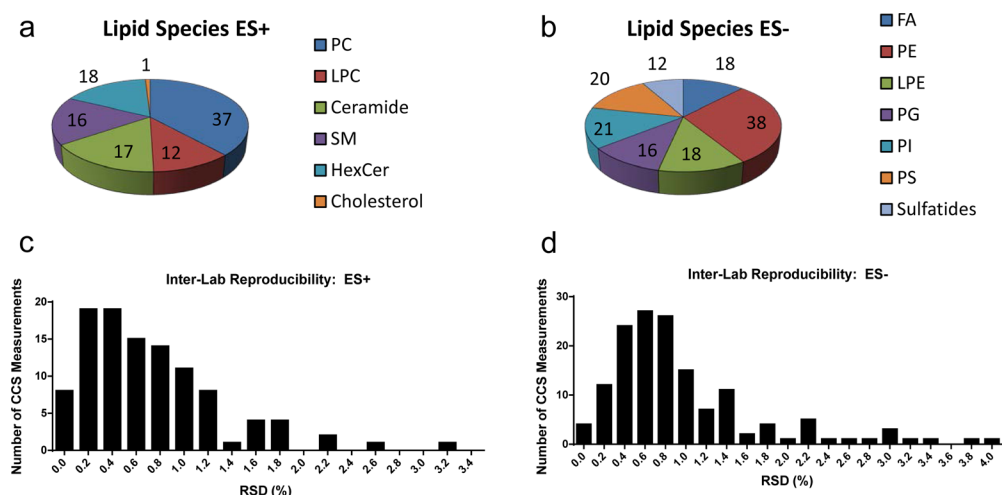 a
Lipid Species ES+
1
18
37
16
17
12
PC
LPC
Ceramide
SM
HexCer
Cholesterol
b
Lipid Species ES-
12
18
20
38
21
16
18
FA
PE
LPE
PG
PI
PS
Sulfatides
c
Inter-Lab Reproducibility: ES+
Number of CCS Measurements
20
15
10
5
0
0.0 0.2 0.4 0.6 0.8 1.0 1.2 1.4 1.6 1.8 2.0 2.2 2.4 2.6 2.8 3.0 3.2 3.4
RSD (%)
d
Inter-Lab Reproducibility: ES-
Number of CCS Measurements
30
20
10
0
0.0 0.2 0.4 0.6 0.8 1.0 1.2 1.4 1.6 1.8 2.0 2.2 2.4 2.6 2.8 3.0 3.2 3.4 3.6 3.8 4.0
RSD (%)